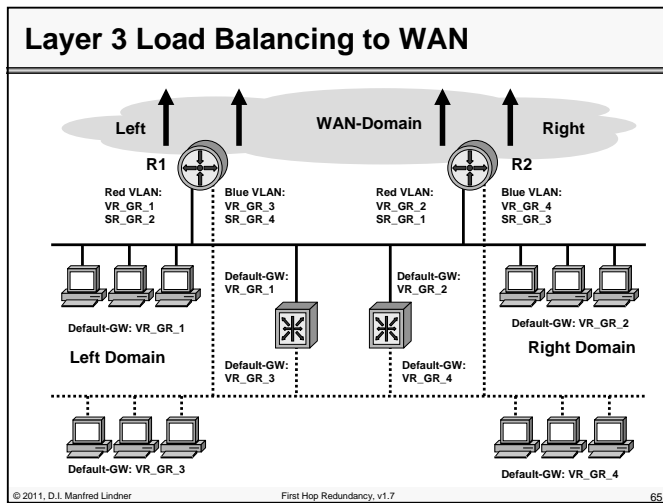 Layer 3 Load Balancing to WAN
Left
WAN-Domain
Right
R1
R2
Red VLAN:
VR_GR_1
SR_GR_2
Blue VLAN:
VR_GR_3
SR_GR_4
Red VLAN:
VR_GR_2
SR_GR_1
Blue VLAN:
VR_GR_4
SR_GR_3
Default-GW:
VR_GR_1
Default-GW:
VR_GR_2
Default-GW: VR_GR_1
Default-GW: VR_GR_2
Left Domain
Default-GW:
VR_GR_3
Default-GW:
VR_GR_4
Right Domain
Default-GW: VR_GR_3
Default-GW: VR_GR_4
© 2011, D.I. Manfred Lindner
First Hop Redundancy, v1.7
65